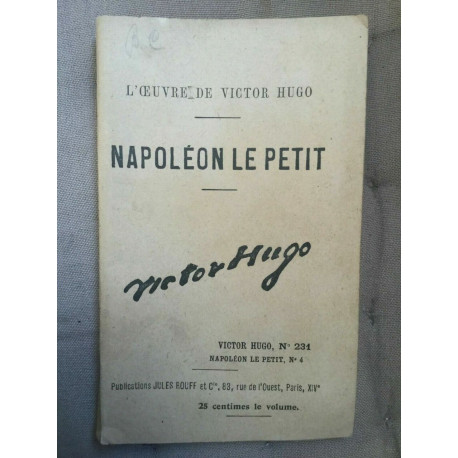 L'ŒUVRE DE VICTOR HUGO
NAPOLÉON LE PETIT
Victor Hugo
VICTOR HUGO, N° 231
NAPOLÉON LE PETIT, N° 4
Publications JULES ROUFF et Cie, 83, rue de l'Ouest, Paris, XIVe
25 centimes le volume.